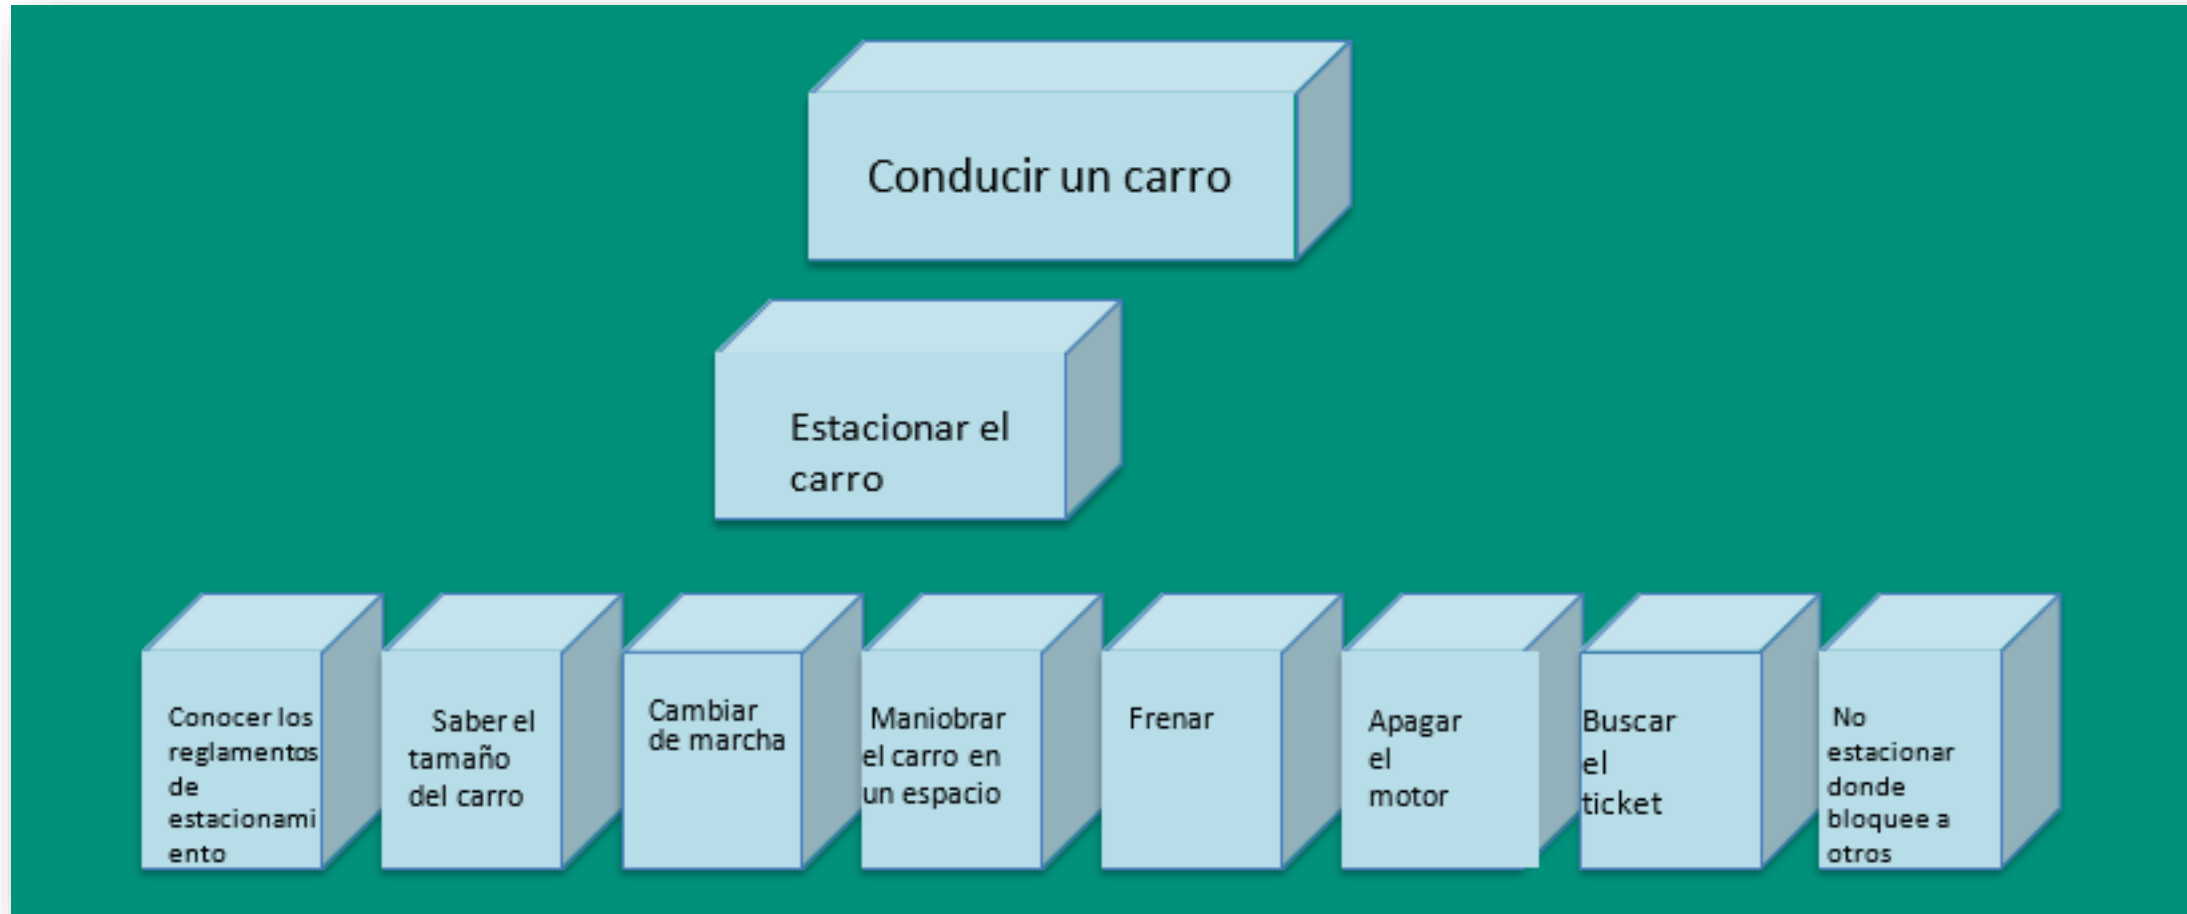 Conducir un carro
Estacionar el
carro
Conocer los
reglamentos
de
estacionami
ento
Saber el
tamaño
del carro
Cambiar
de marcha
Maniobrar
el carro en
un espacio
Frenar
Apagar
el
motor
Buscar
el
ticket
No
estacionar
donde
bloquee a
otros